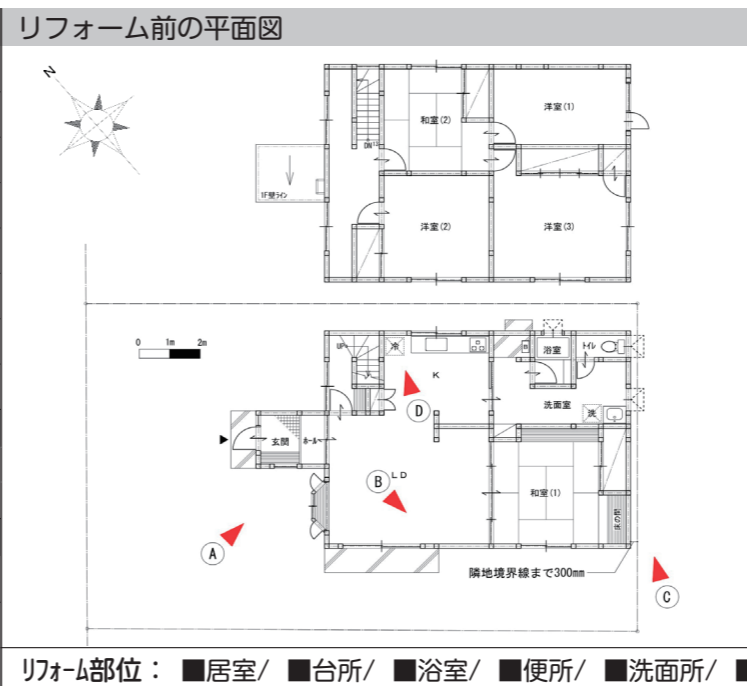 リフォーム前の平面図
N
和室(2)
洋室(1)
DN
1F壁ライン
洋室(2)
洋室(3)
0 1m 2m
UP
冷
K
浴室
トイレ
D
洗面室
洗
玄関
ホール
B
LD
和室(1)
床の間
A
隣地境界線まで300mm
C
リフォーム部位： ■居室/ ■台所/ ■浴室/ ■便所/ ■洗面所/ ■